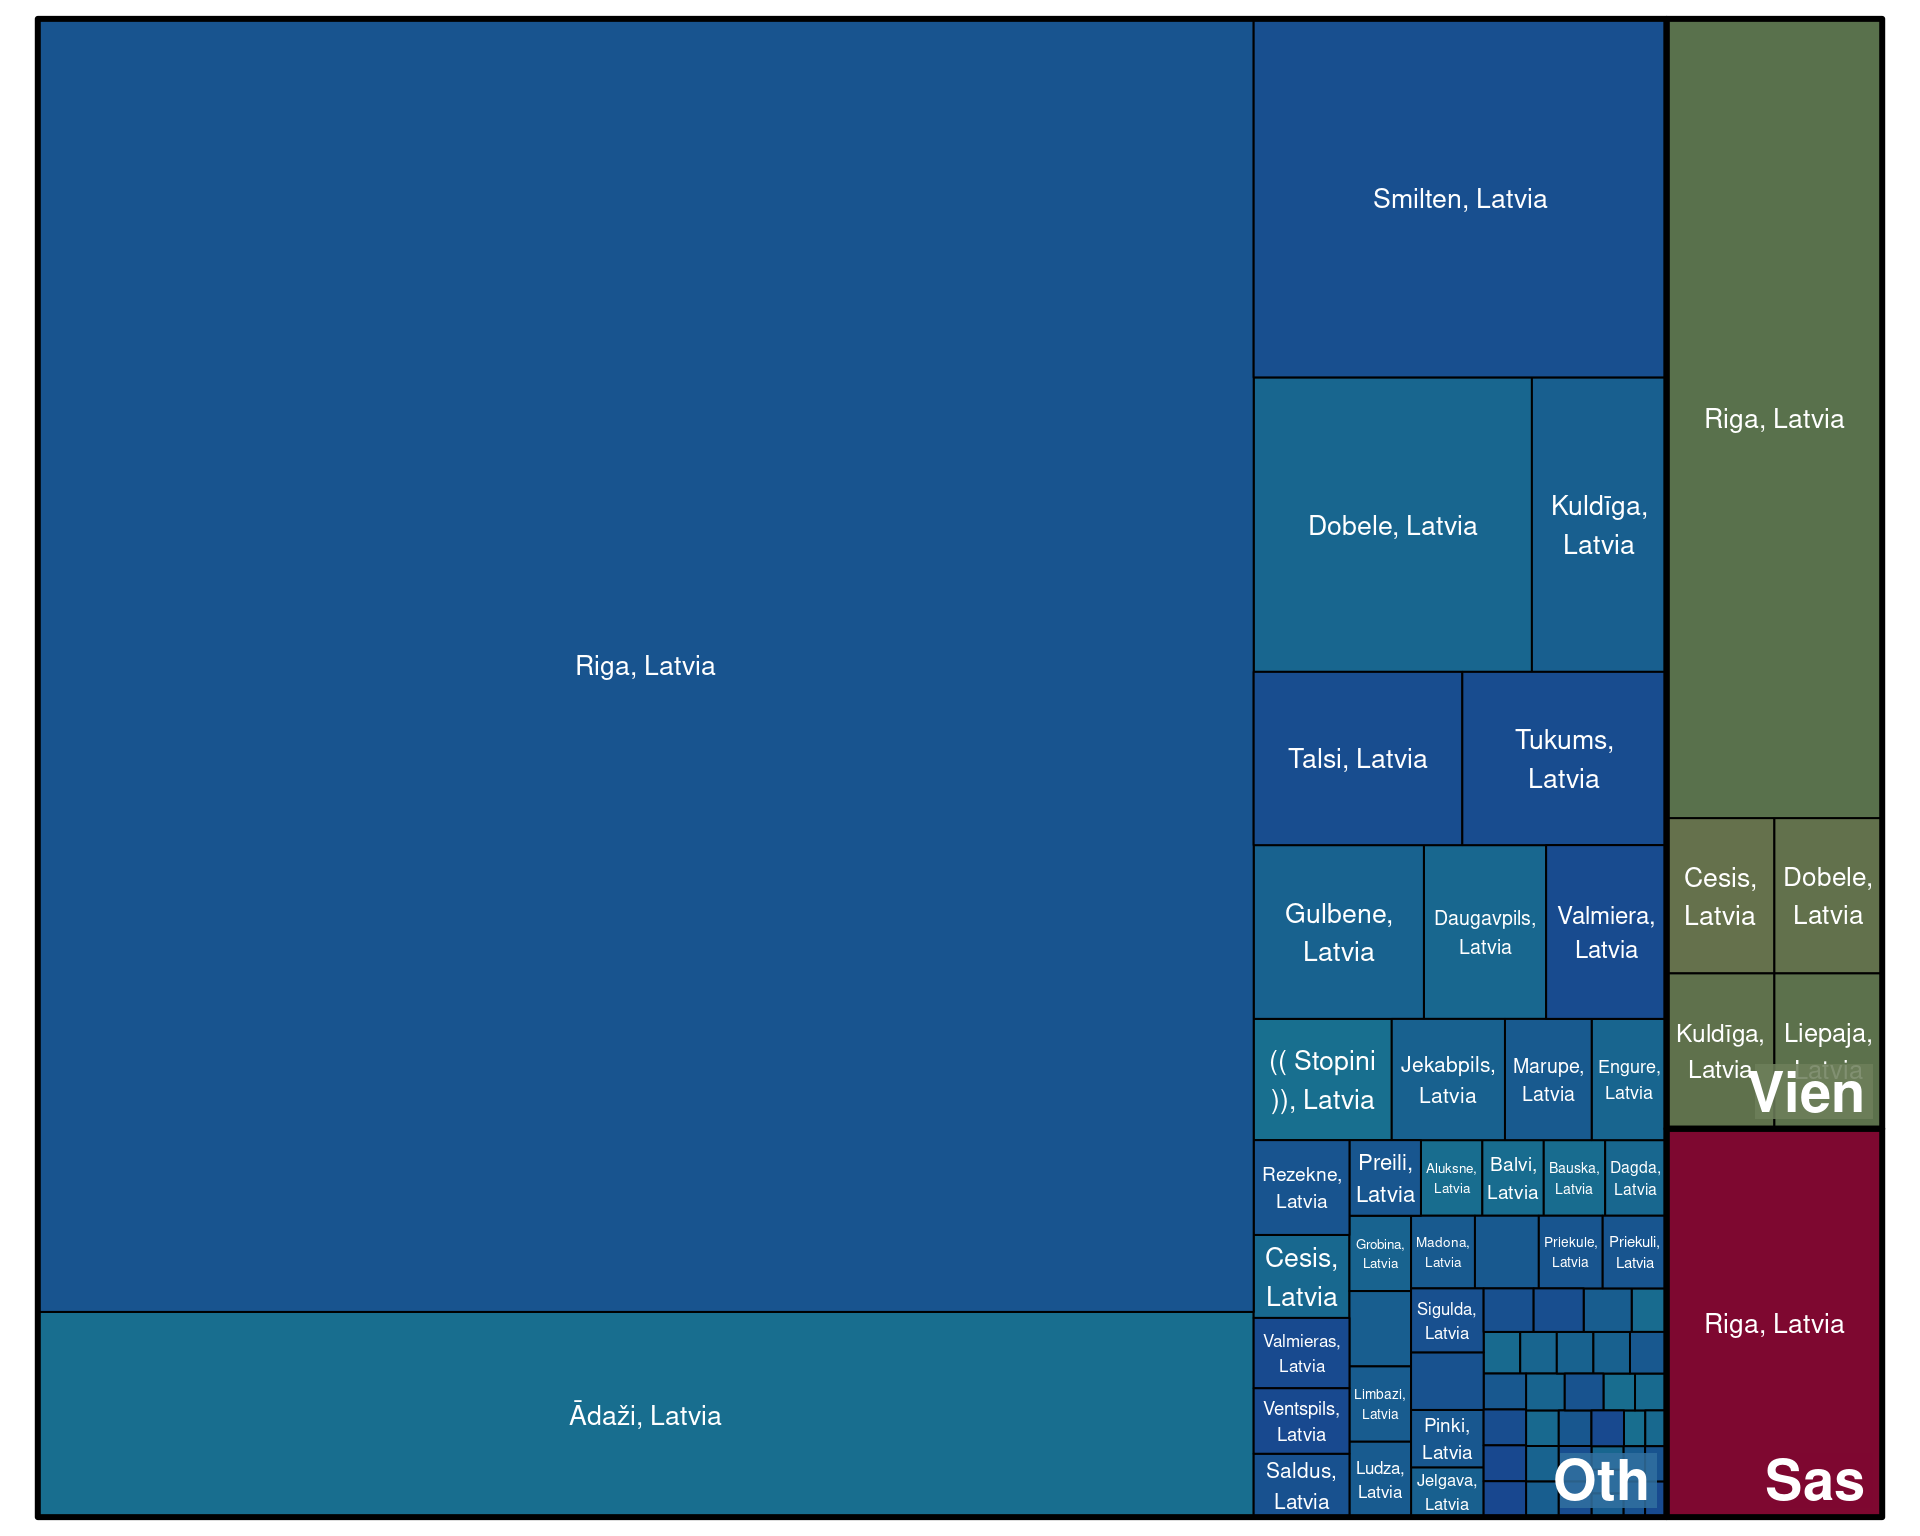 Riga, Latvia
Ādaži, Latvia
Smilten, Latvia
Dobele, Latvia
Kuldīga,
Latvia
Talsi, Latvia
Tukums,
Latvia
Gulbene,
Latvia
Daugavpils,
Latvia
Valmiera,
Latvia
(( Stopini
)), Latvia
Jekabpils,
Latvia
Marupe,
Latvia
Engure,
Latvia
Rezekne,
Latvia
Cesis,
Latvia
Valmieras,
Latvia
Ventspils,
Latvia
Saldus,
Latvia
Preili,
Latvia
Aluksne,
Latvia
Balvi,
Latvia
Bauska,
Latvia
Dagda,
Latvia
Grobina,
Latvia
Limbazi,
Latvia
Ludza,
Latvia
Madona,
Latvia
Priekule,
Latvia
Priekuli,
Latvia
Sigulda,
Latvia
Pinki,
Latvia
Jelgava,
Latvia
Oth
Riga, Latvia
Cesis,
Latvia
Dobele,
Latvia
Kuldīga,
Latvia
Liepaja,
Latvia
Vien
Riga, Latvia
Sas